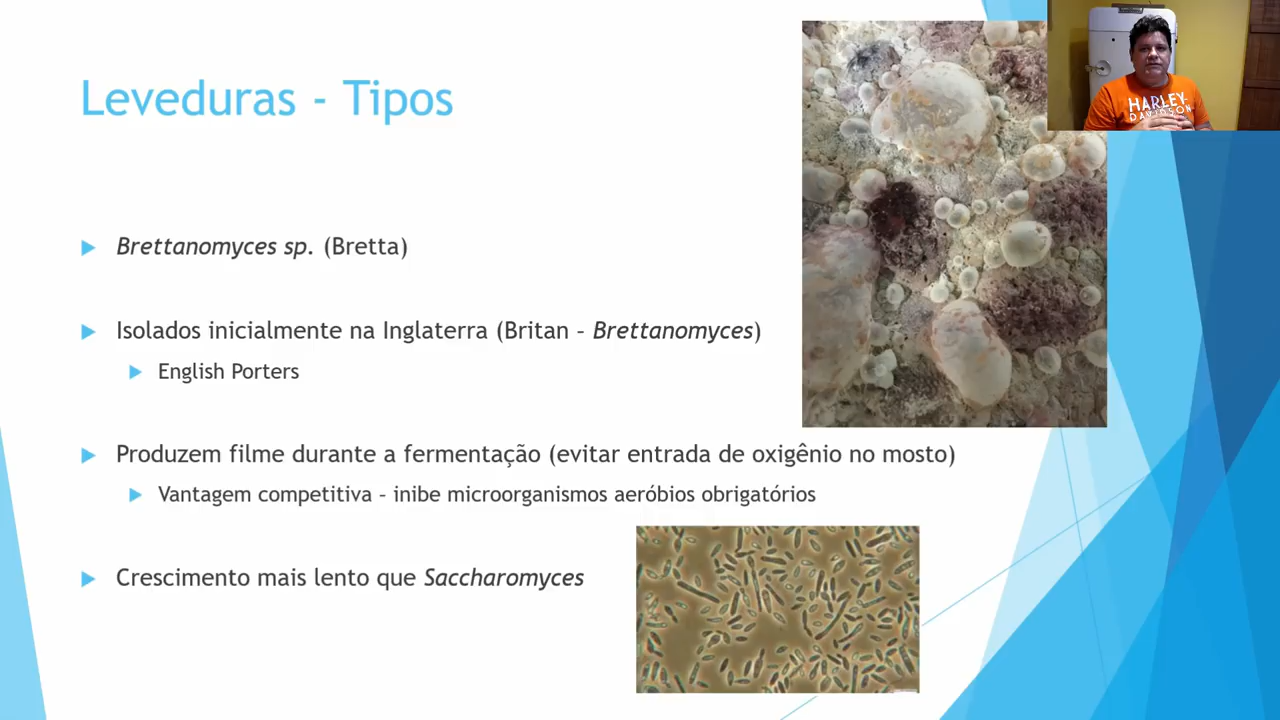 HARLEY
DAVIDSON
Leveduras - Tipos
Brettanomyces sp. (Bretta)
Isolados inicialmente na Inglaterra (Britan – Brettanomyces)
English Porters
Produzem filme durante a fermentação (evitar entrada de oxigênio no mosto)
Vantagem competitiva – inibe microorganismos aeróbios obrigatórios
Crescimento mais lento que Saccharomyces